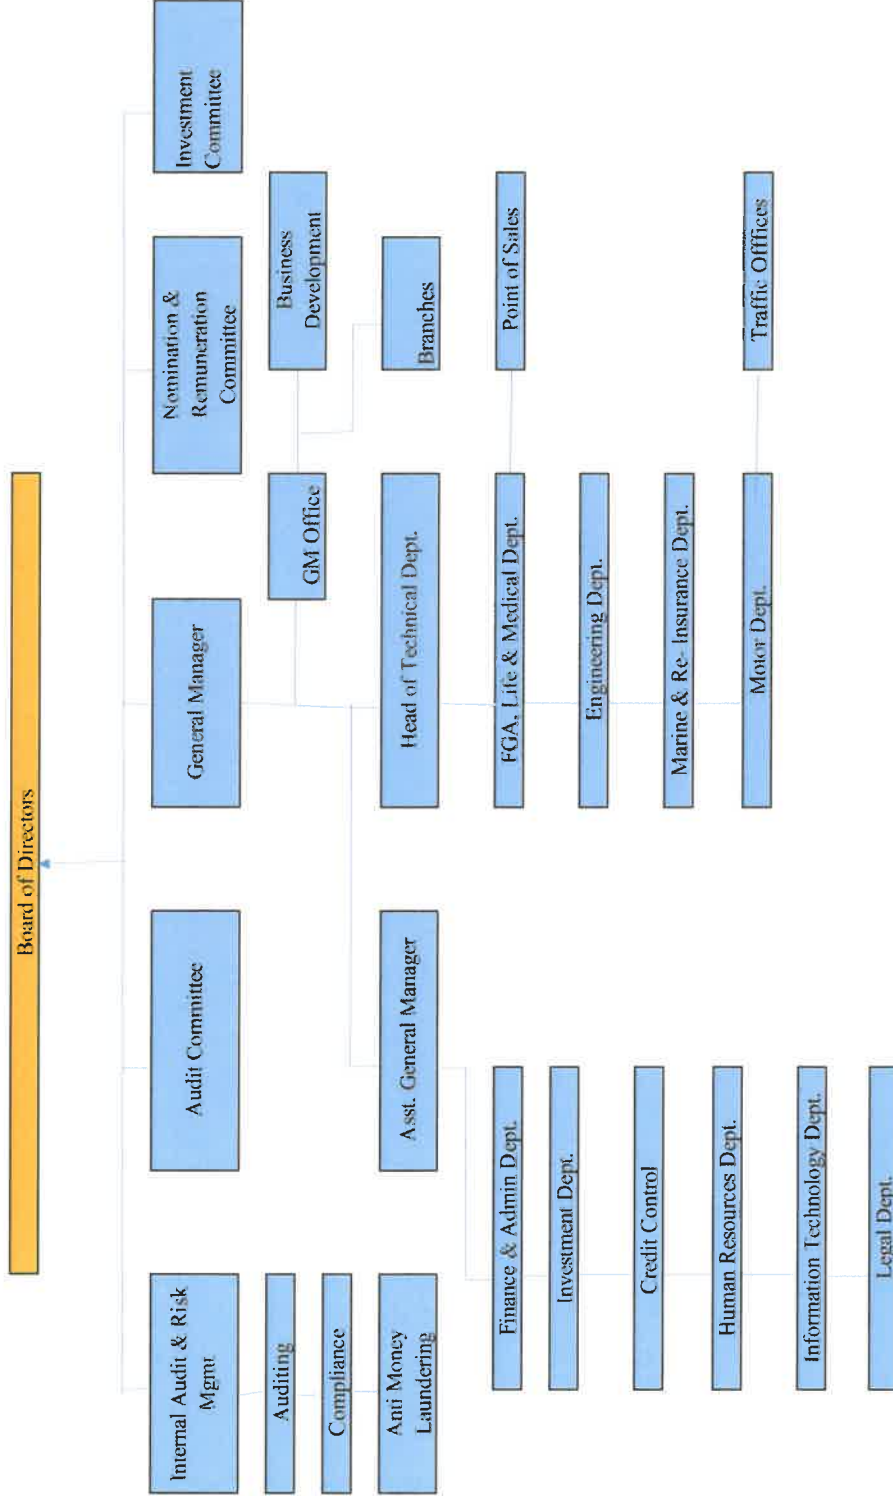 Board of Directors
Internal Audit & Risk
Mgmt
Audit Committee
General Manager
Nomination &
Remuneration
Committee
Investment
Committee
Auditing
Compliance
Anti Money
Laundering
GM Office
Business
Development
Asst. General Manager
Head of Technical Dept.
Branches
Finance & Admin Dept.
Investment Dept.
Credit Control
Human Resources Dept.
Information Technology Dept.
Legal Dept.
FGA, Life & Medical Dept.
Point of Sales
Engineering Dept.
Marine & Re- Insurance Dept.
Motor Dept.
Traffic Offfices